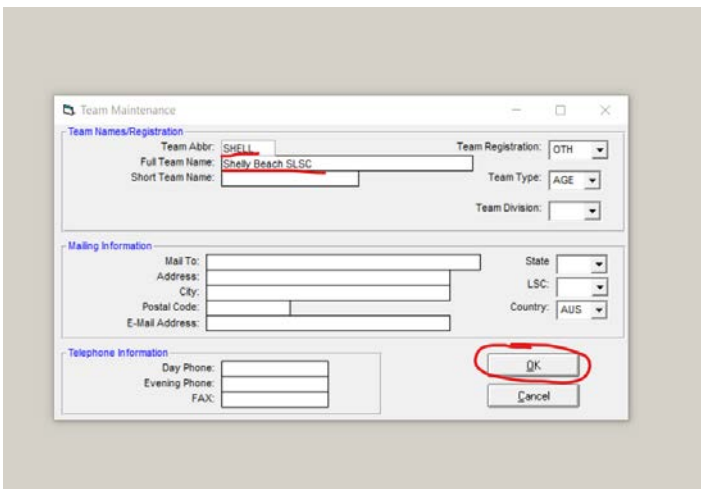 Team Maintenance
Team Names/Registration
Team Abbr: SHELL
Team Registration: OTH
Full Team Name: Shelly Beach SLSC
Short Team Name:
Team Type: AGE
Team Division:
Mailing Information
Mail To:
State
Address:
LSC:
City:
Postal Code:
Country: AUS
E-Mail Address:
Telephone Information
Day Phone:
OK
Evening Phone:
Cancel
FAX: